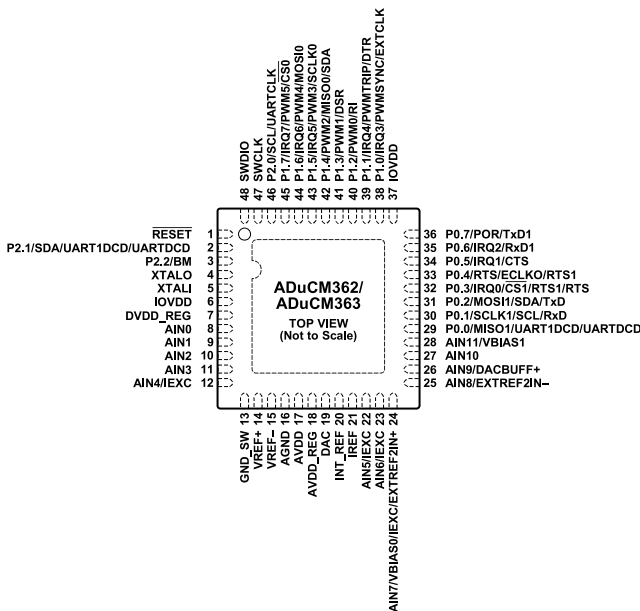 48 SWDIO
47 SWCLK
46 P2.0/SCL/UARTCLK
45 P1.7/IRQ7/PWM5/CS0
44 P1.6/IRQ6/PWM4/MOSI0
43 P1.5/IRQ5/PWM3/SCLK0
42 P1.4/PWM2/MISO0/SDA
41 P1.3/PWM1/DSR
40 P1.2/PWM0/RI
39 P1.1/IRQ4/PWMTRIP/DTR
38 P1.0/IRQ3/PWMSYNC/EXTCLK
37 IOVDD
RESET 1
P2.1/SDA/UART1DCD/UARTDCD 2
P2.2/BM 3
XTALO 4
XTALI 5
IOVDD 6
DVDD_REG 7
AIN0 8
AIN1 9
AIN2 10
AIN3 11
AIN4/IEXC 12
ADuCM362/
ADuCM363
TOP VIEW
(Not to Scale)
36 P0.7/POR/TxD1
35 P0.6/IRQ2/RxD1
34 P0.5/IRQ1/CTS
33 P0.4/RTS/ECLKO/RTS1
32 P0.3/IRQ0/CS1/RTS1/RTS
31 P0.2/MOSI1/SDA/TxD
30 P0.1/SCLK1/SCL/RxD
29 P0.0/MISO1/UART1DCD/UARTDCD
28 AIN11/VBIAS1
27 AIN10
26 AIN9/DACBUFF+
25 AIN8/EXTREF2IN–
GND_SW 13
VREF+ 14
VREF– 15
AGND 16
AVDD 17
AVDD_REG 18
DAC 19
INT_REF 20
IREF 21
AIN5/IEXC 22
AIN6/IEXC 23
AIN7/VBIAS0/IEXC/EXTREF2IN+ 24